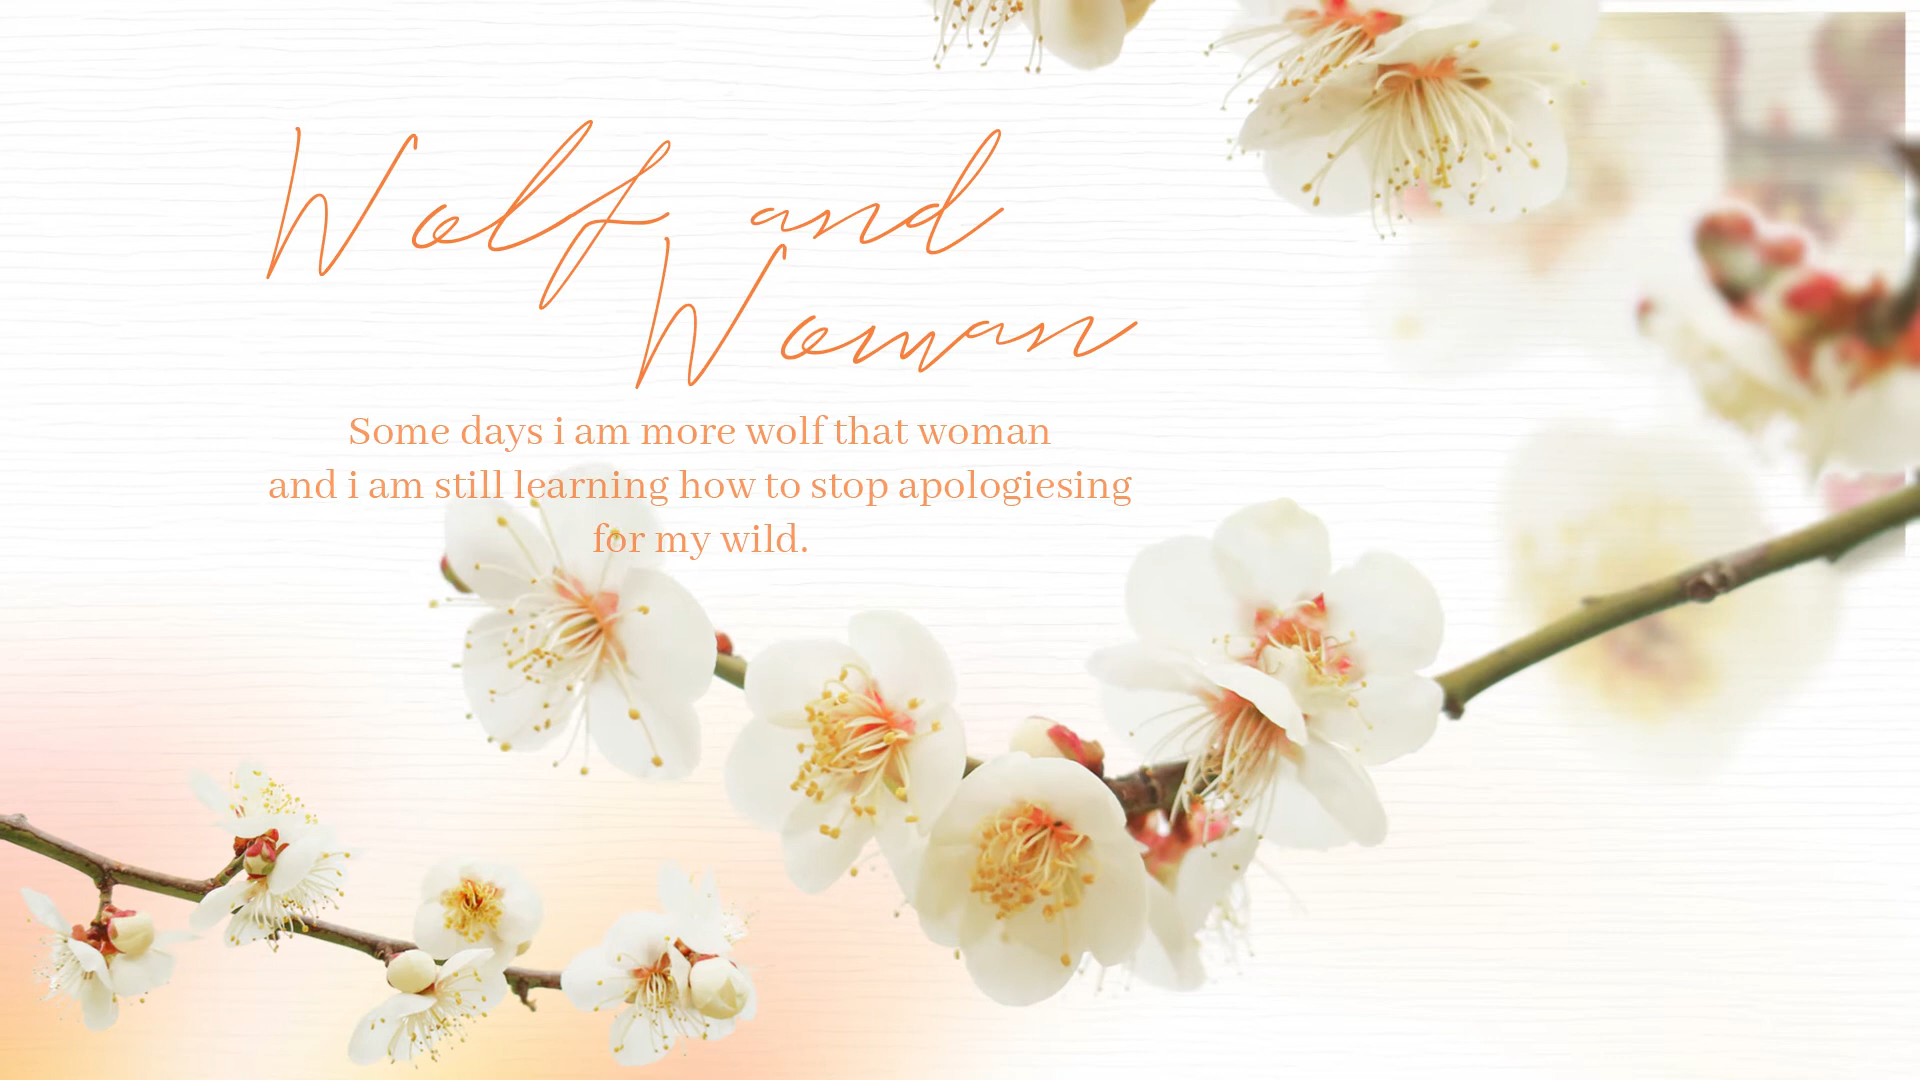 Wolf and
Woman
Some days i am more wolf that woman
and i am still learning how to stop apologiesing
for my wild.